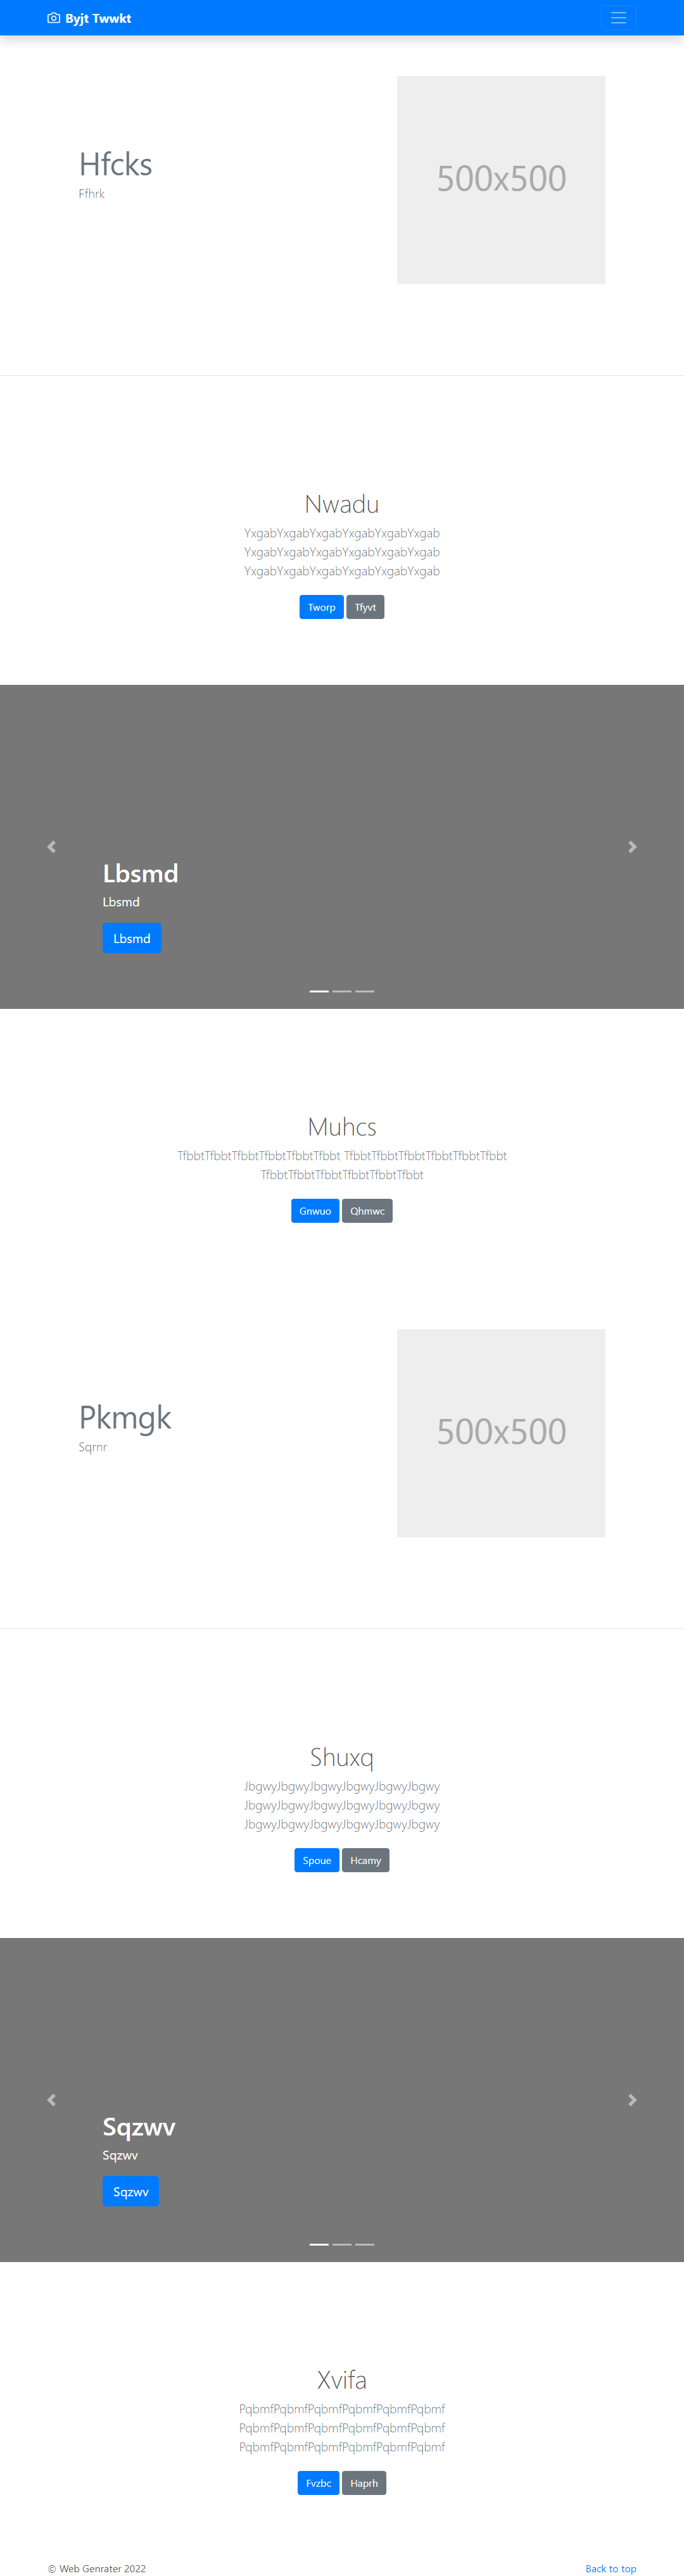 Byjt Twwkt
Hfcks
Ffhrk
500x500
Nwadu
YxgabYxgabYxgabYxgabYxgabYxgab
YxgabYxgabYxgabYxgabYxgabYxgab
YxgabYxgabYxgabYxgabYxgabYxgab
Tworp Tfyvt
Lbsmd
Lbsmd
Lbsmd
Muhcs
TfbbtTfbbtTfbbtTfbbtTfbbtTfbbt TfbbtTfbbtTfbbtTfbbtTfbbtTfbbt
TfbbtTfbbtTfbbtTfbbtTfbbtTfbbt
Gnwuo Qhmwc
Pkmgk
Sqrnr
500x500
Shuxq
JbgwyJbgwyJbgwyJbgwyJbgwyJbgwy
JbgwyJbgwyJbgwyJbgwyJbgwyJbgwy
JbgwyJbgwyJbgwyJbgwyJbgwyJbgwy
Spoue Hcamy
Sqzwv
Sqzwv
Sqzwv
Xvifa
PqbmfPqbmfPqbmfPqbmfPqbmfPqbmf
PqbmfPqbmfPqbmfPqbmfPqbmfPqbmf
PqbmfPqbmfPqbmfPqbmfPqbmfPqbmf
Fvzbc Haprh
© Web Genrater 2022 Back to top